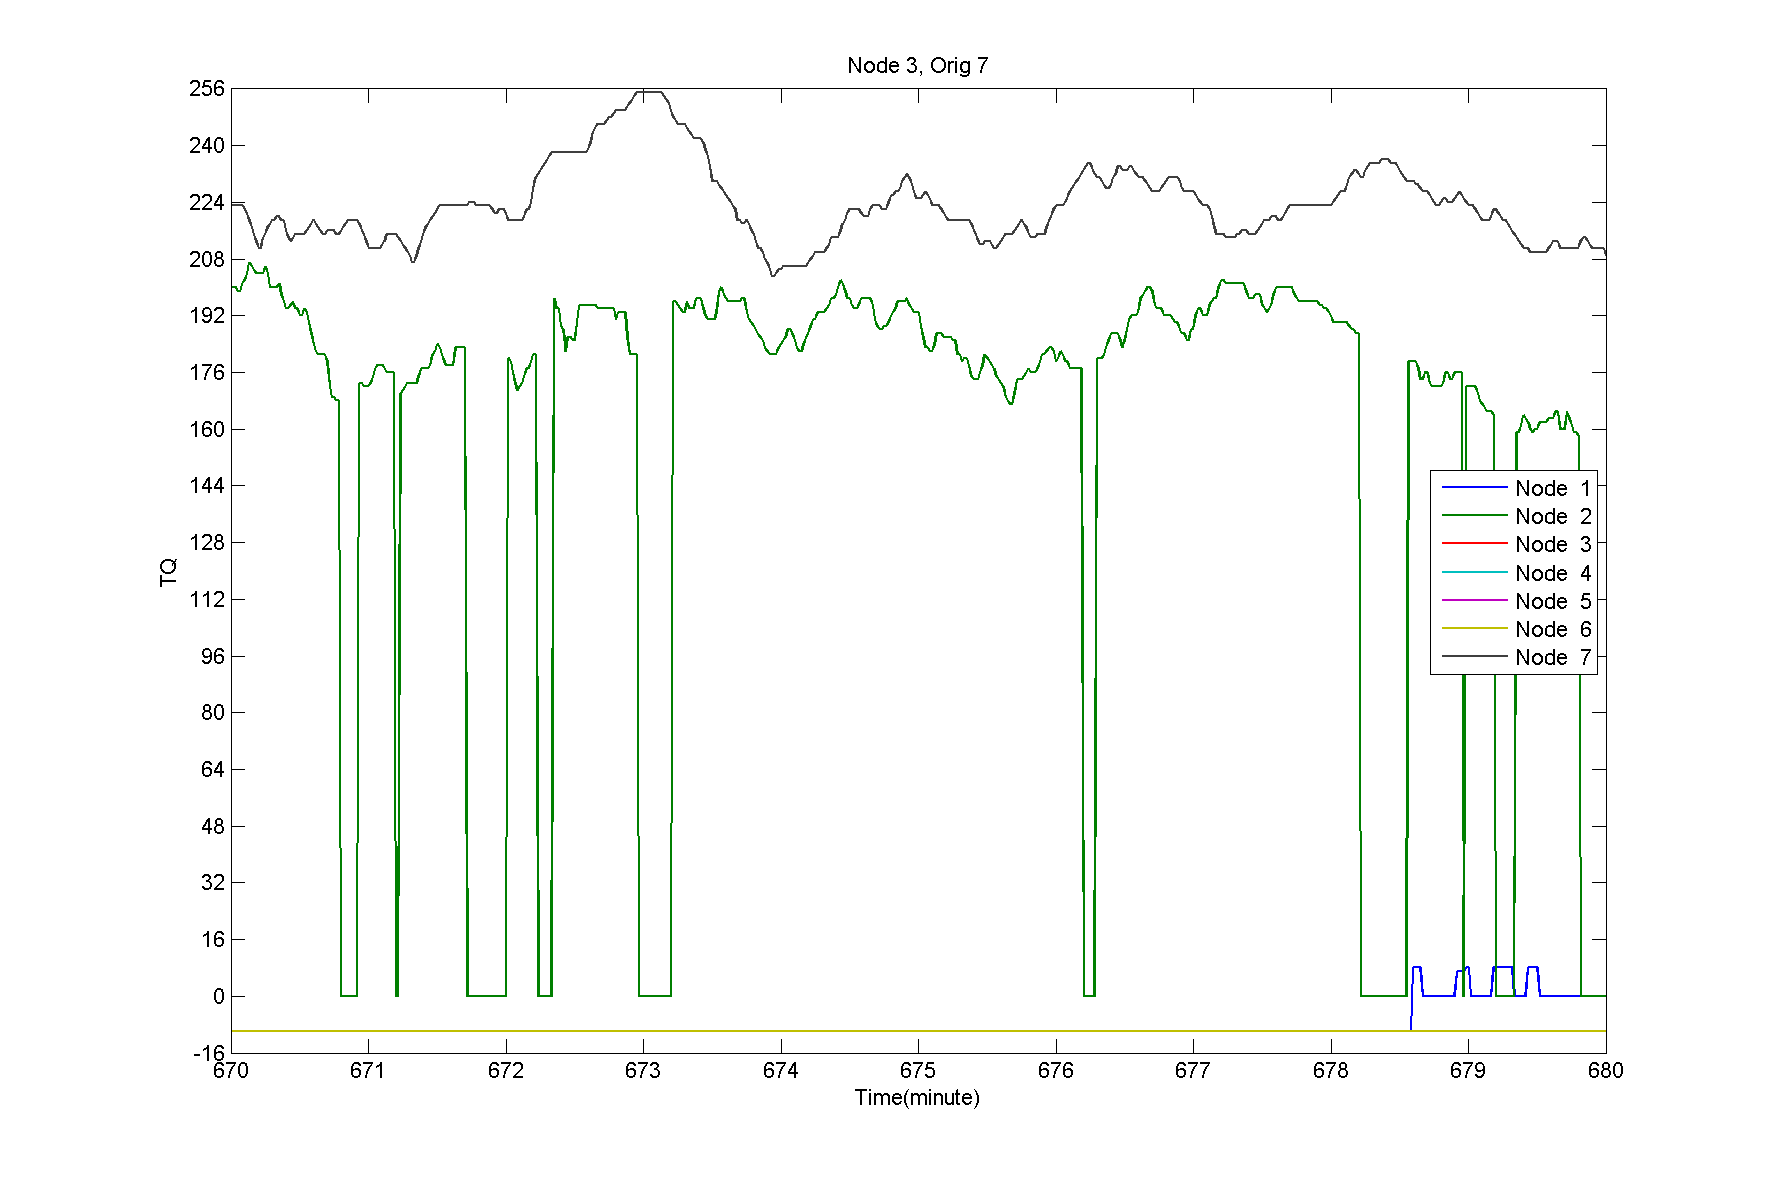 Node 3, Orig 7
256
240
224
208
192
176
160
144
128
112
96
80
64
48
32
16
0
-16
TQ
Node 1
Node 2
Node 3
Node 4
Node 5
Node 6
Node 7
670 671 672 673 674 675 676 677 678 679 680
Time(minute)